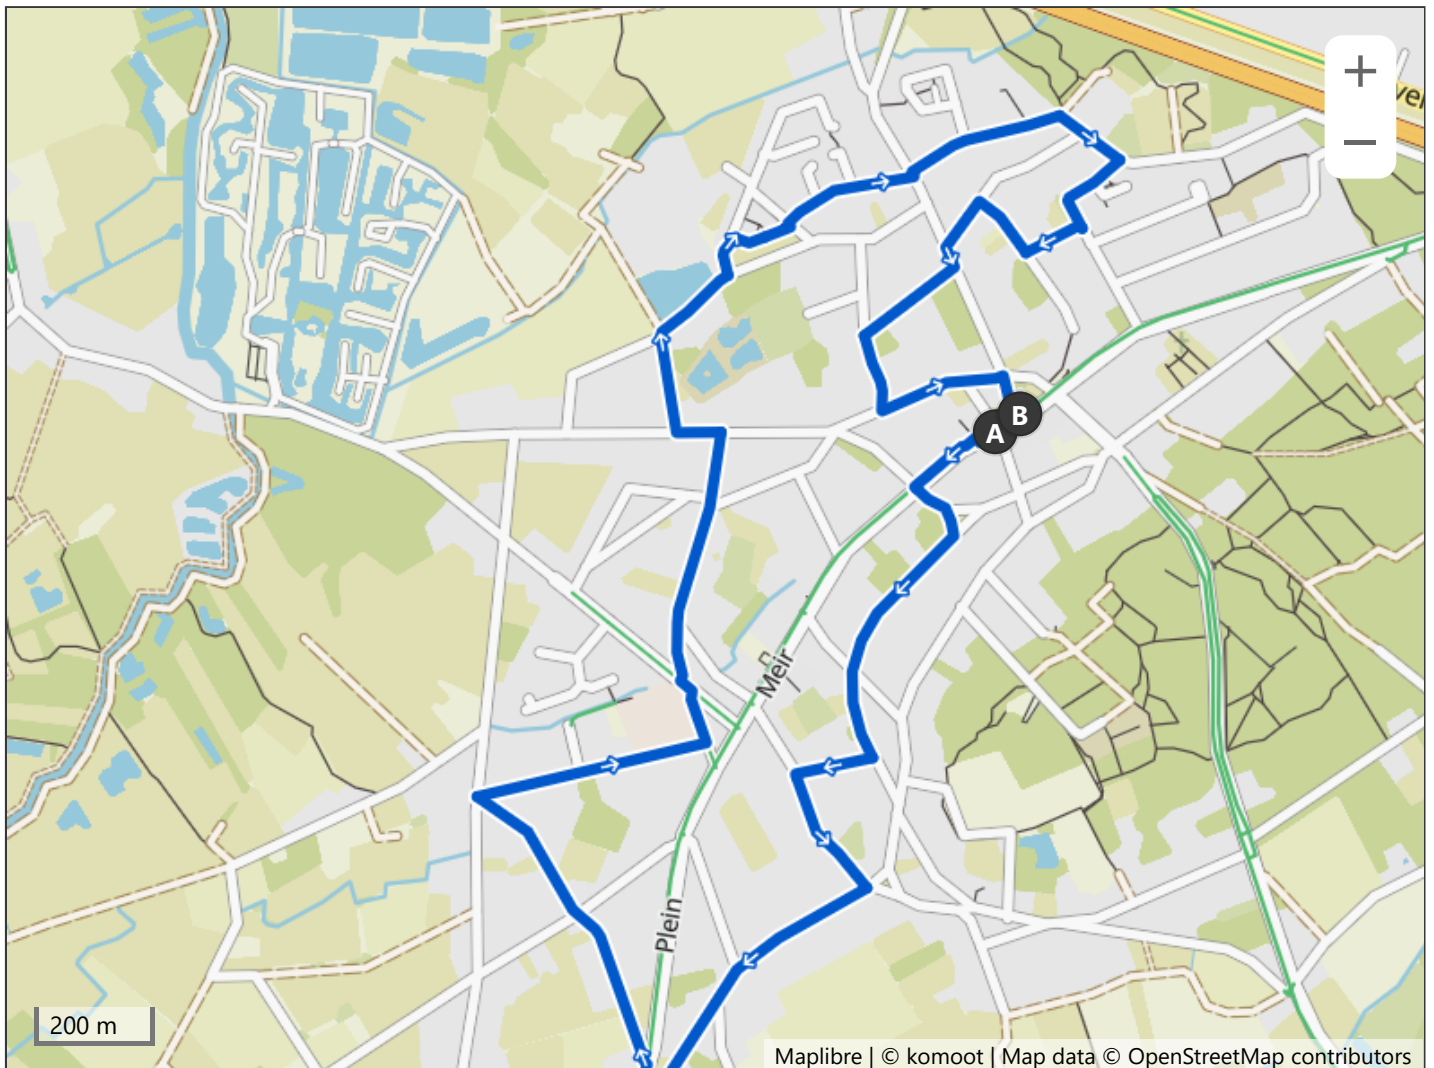 +
−
B
A
Meir
Plein
200 m
Maplibre | © komoot | Map data © OpenStreetMap contributors